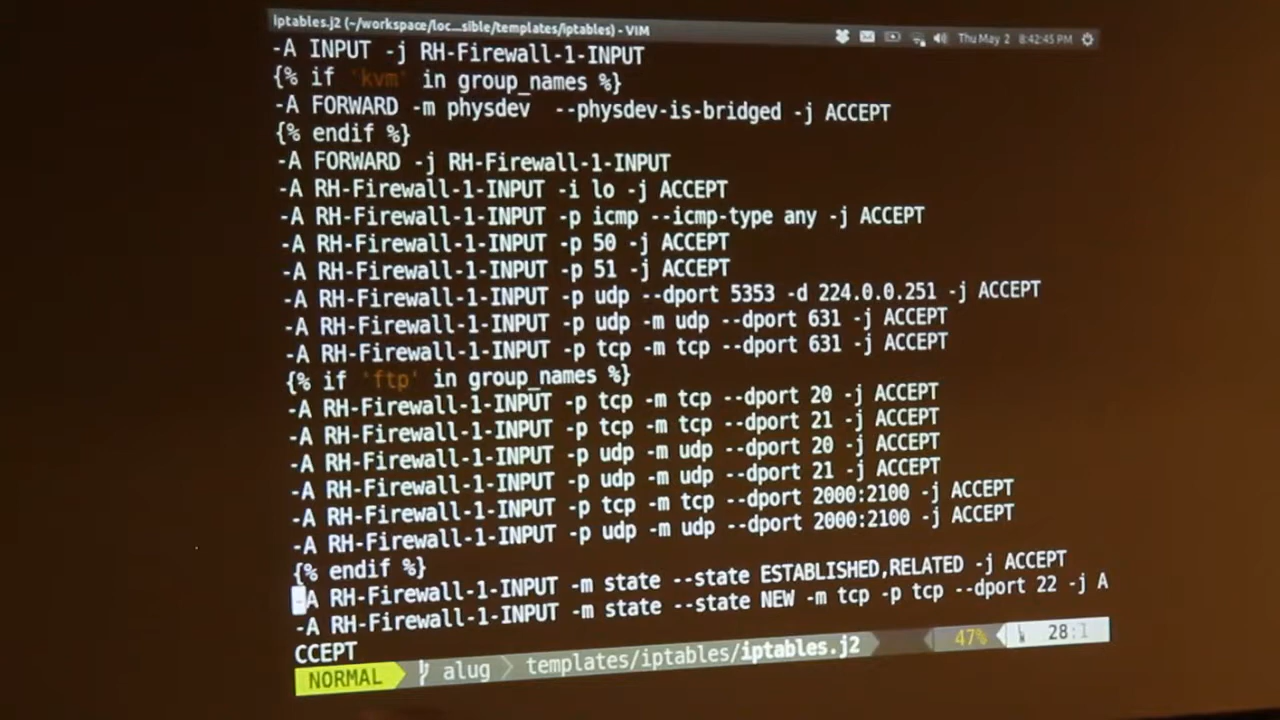 iptables.j2 (~/workspace/loc...sible/templates/iptables) - VIM
Thu May 2 8:42:45 PM
-A INPUT -j RH-Firewall-1-INPUT
{% if 'kvm' in group_names %}
-A FORWARD -m physdev  --physdev-is-bridged -j ACCEPT
{% endif %}
-A FORWARD -j RH-Firewall-1-INPUT
-A RH-Firewall-1-INPUT -i lo -j ACCEPT
-A RH-Firewall-1-INPUT -p icmp --icmp-type any -j ACCEPT
-A RH-Firewall-1-INPUT -p 50 -j ACCEPT
-A RH-Firewall-1-INPUT -p 51 -j ACCEPT
-A RH-Firewall-1-INPUT -p udp --dport 5353 -d 224.0.0.251 -j ACCEPT
-A RH-Firewall-1-INPUT -p udp -m udp --dport 631 -j ACCEPT
-A RH-Firewall-1-INPUT -p tcp -m tcp --dport 631 -j ACCEPT
{% if 'ftp' in group_names %}
-A RH-Firewall-1-INPUT -p tcp -m tcp --dport 20 -j ACCEPT
-A RH-Firewall-1-INPUT -p tcp -m tcp --dport 21 -j ACCEPT
-A RH-Firewall-1-INPUT -p udp -m udp --dport 20 -j ACCEPT
-A RH-Firewall-1-INPUT -p udp -m udp --dport 21 -j ACCEPT
-A RH-Firewall-1-INPUT -p tcp -m tcp --dport 2000:2100 -j ACCEPT
-A RH-Firewall-1-INPUT -p udp -m udp --dport 2000:2100 -j ACCEPT
{% endif %}
-A RH-Firewall-1-INPUT -m state --state ESTABLISHED,RELATED -j ACCEPT
-A RH-Firewall-1-INPUT -m state --state NEW -m tcp -p tcp --dport 22 -j A
CCEPT
NORMAL alug templates/iptables/iptables.j2 47% 28:1